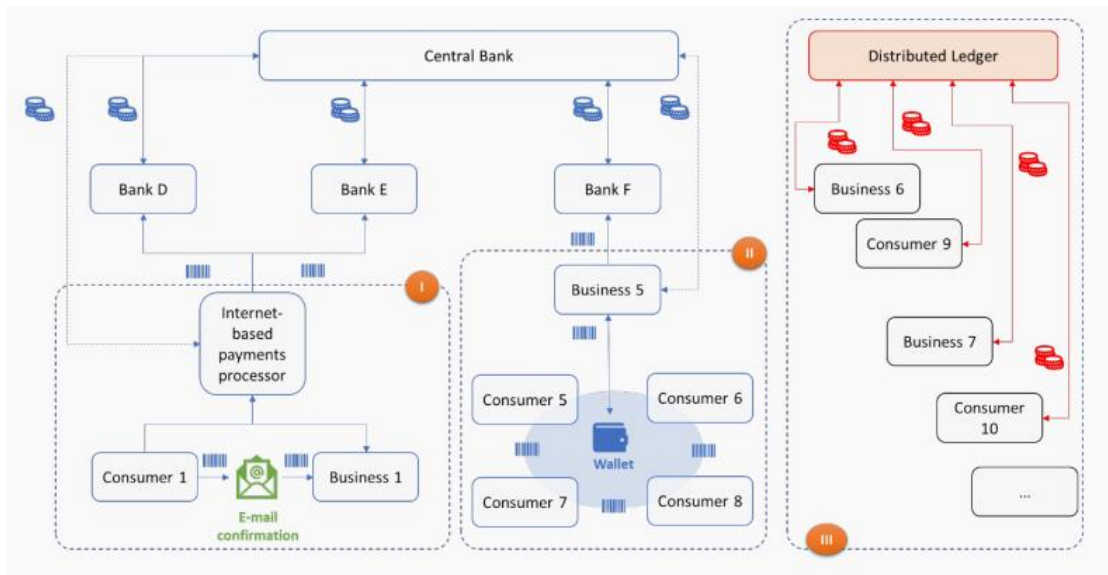 Central Bank
Distributed Ledger
Bank D
Bank E
Bank F
Business 6
Consumer 9
I
II
Internet-
based
payments
processor
Business 5
Business 7
Consumer 5
Consumer 6
Wallet
Consumer
10
Consumer 1
@
Business 1
Consumer 7
Consumer 8
E-mail
confirmation
...
III